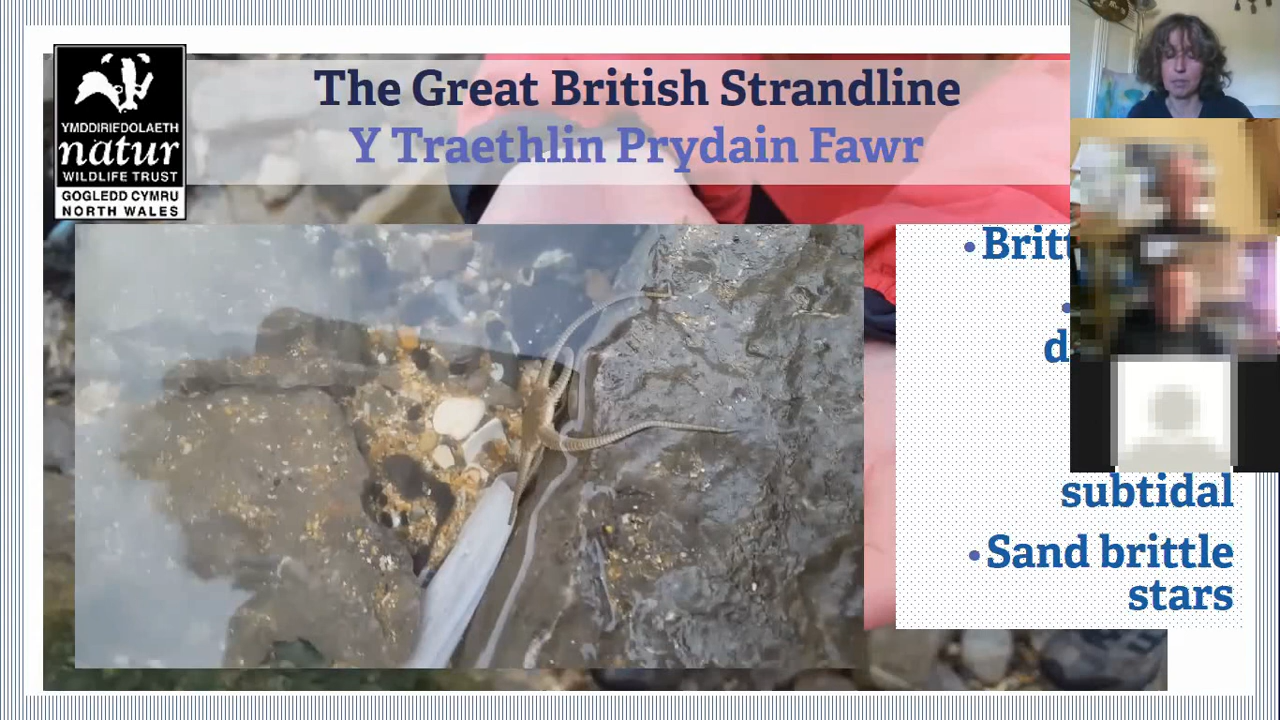 The Great British Strandline
Y Traethlin Prydain Fawr
YMDDIRIEDOLAETH
natur
WILDLIFE TRUST
GOGLEDD CYMRU
NORTH WALES
subtidal
• Sand brittle
stars